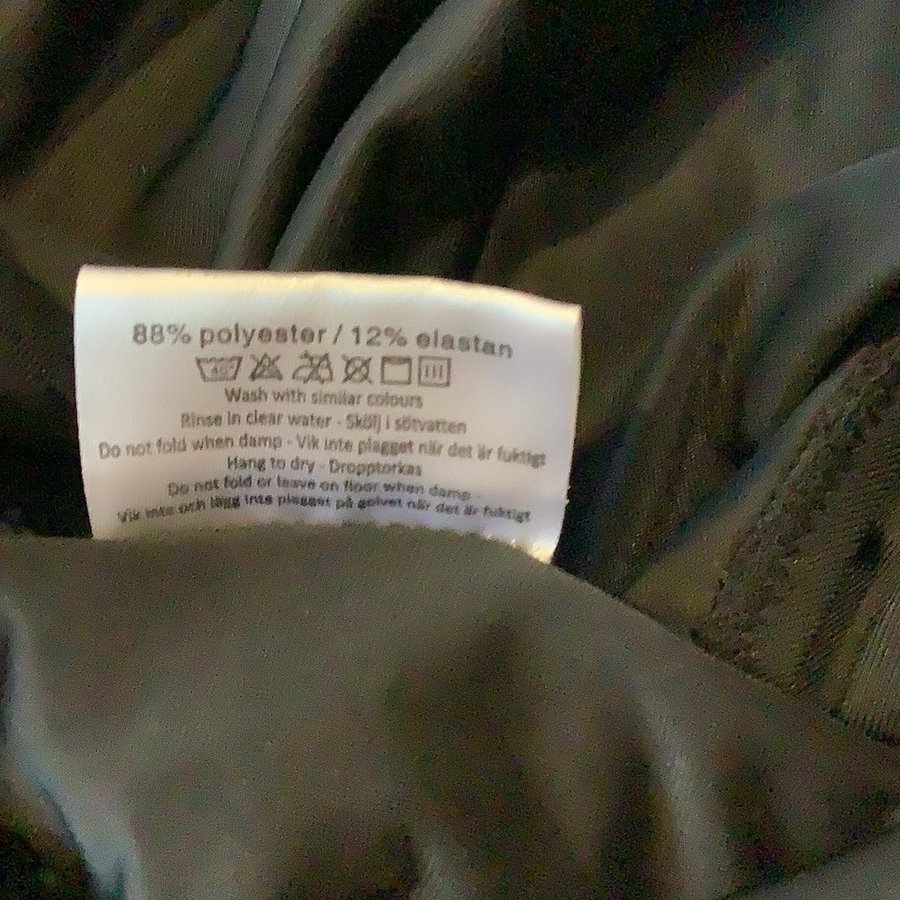 88% polyester / 12% elastan
40
Wash with similar colours
Rinse in clear water - Skölj i sötvatten
Do not fold when damp - Vik inte plagget när det är fuktigt
Hang to dry - Dropptorkas
Do not fold or leave on floor when damp -
Vik inte och lägg inte plagget på golvet när det är fuktigt